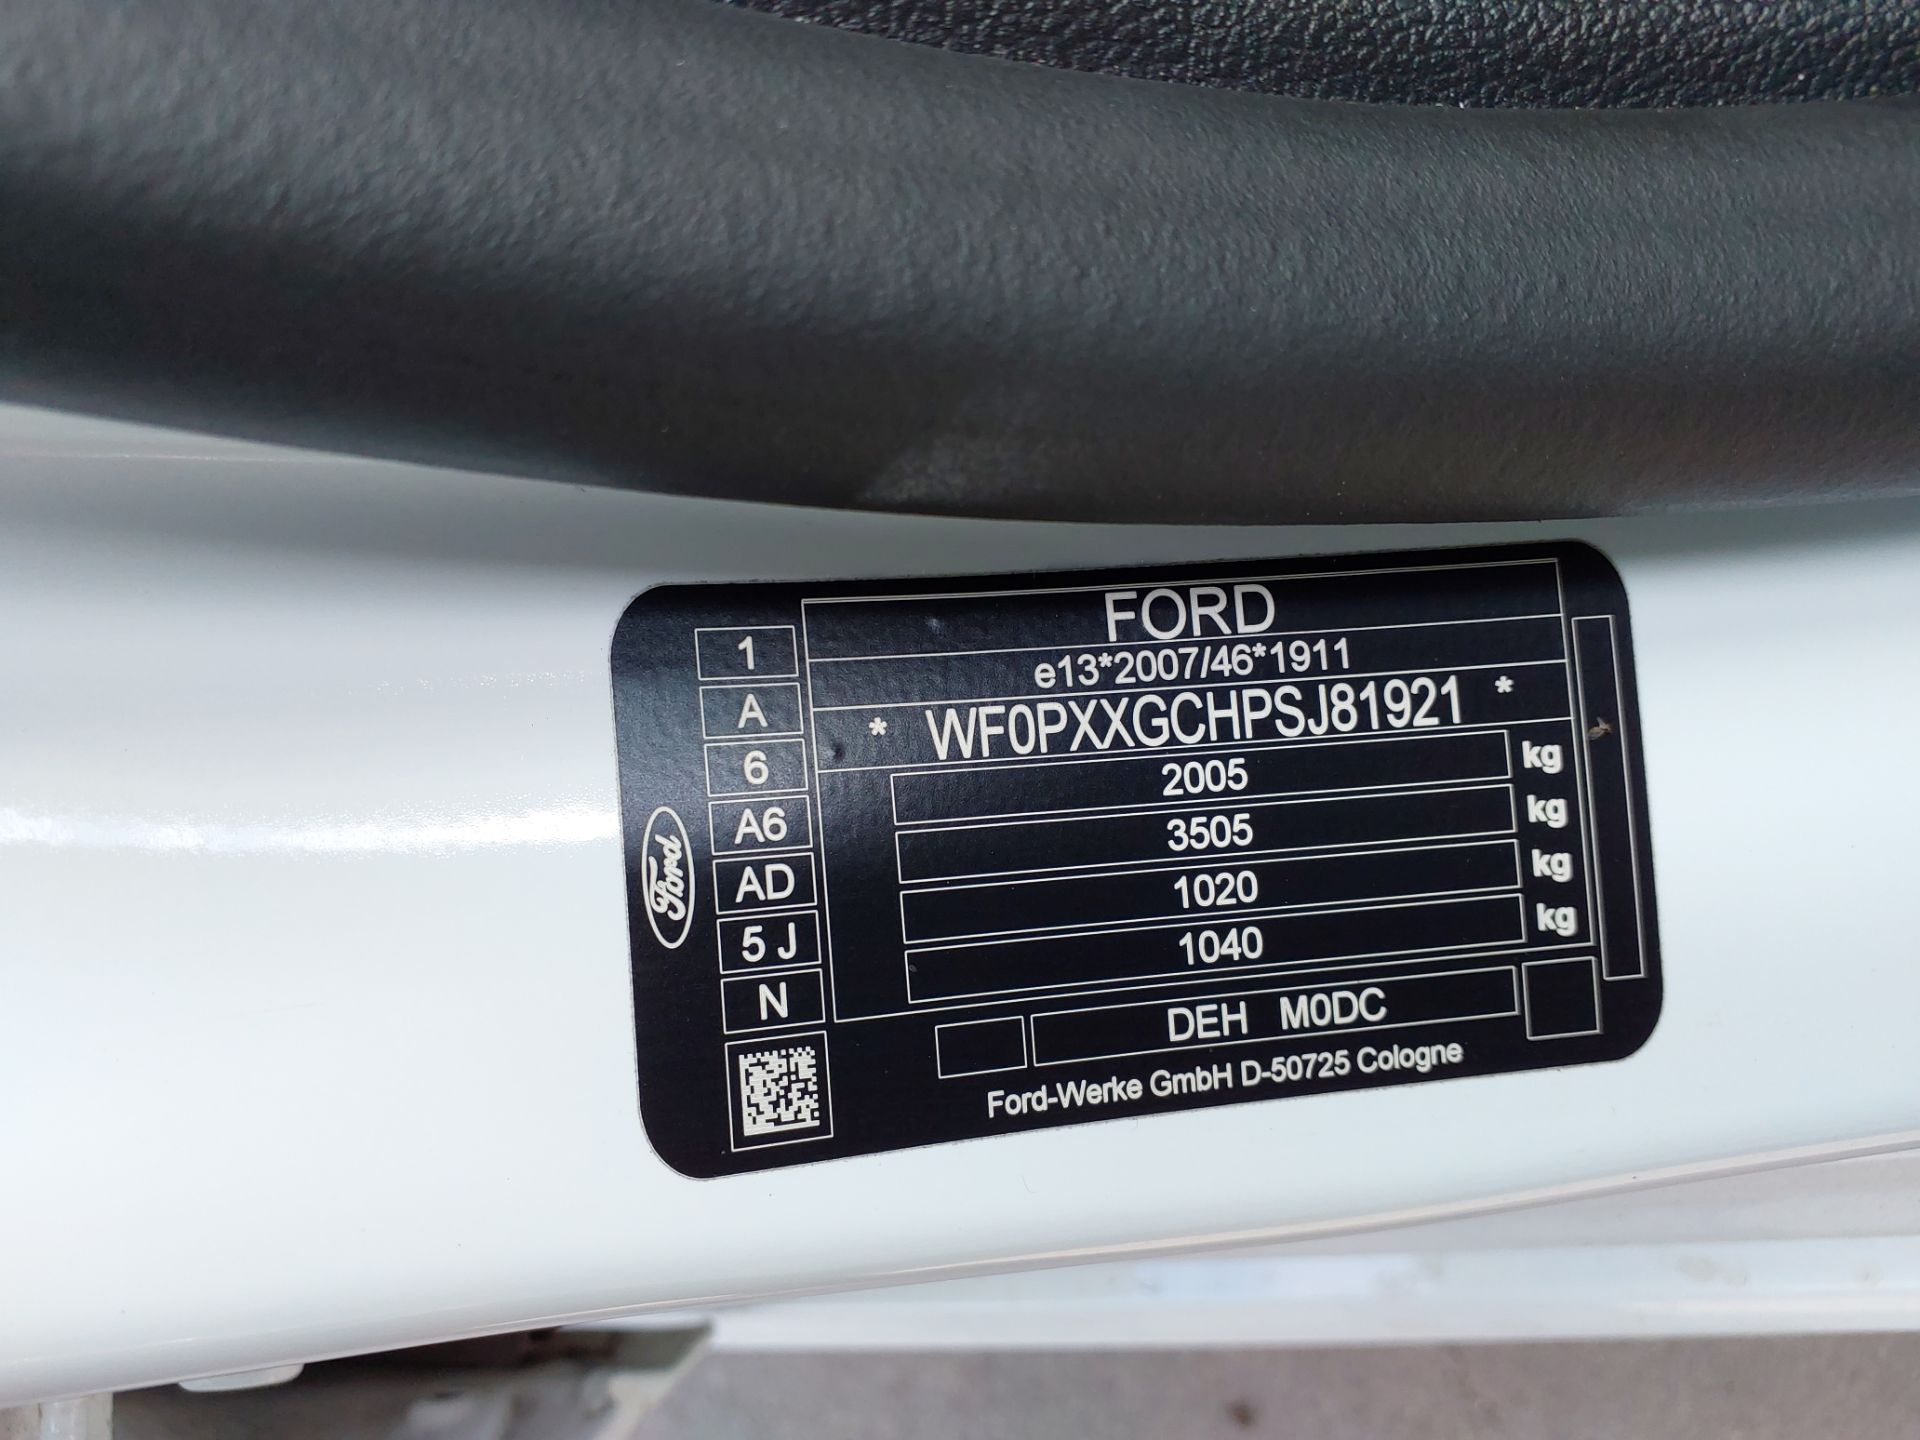 FORD
e13*2007/46*1911
* WF0PXXGCHPSJ81921 *
2005 kg
3505 kg
1020 kg
1040 kg
DEH M0DC
Ford-Werke GmbH D-50725 Cologne
1
A
6
A6
AD
5 J
N
Ford